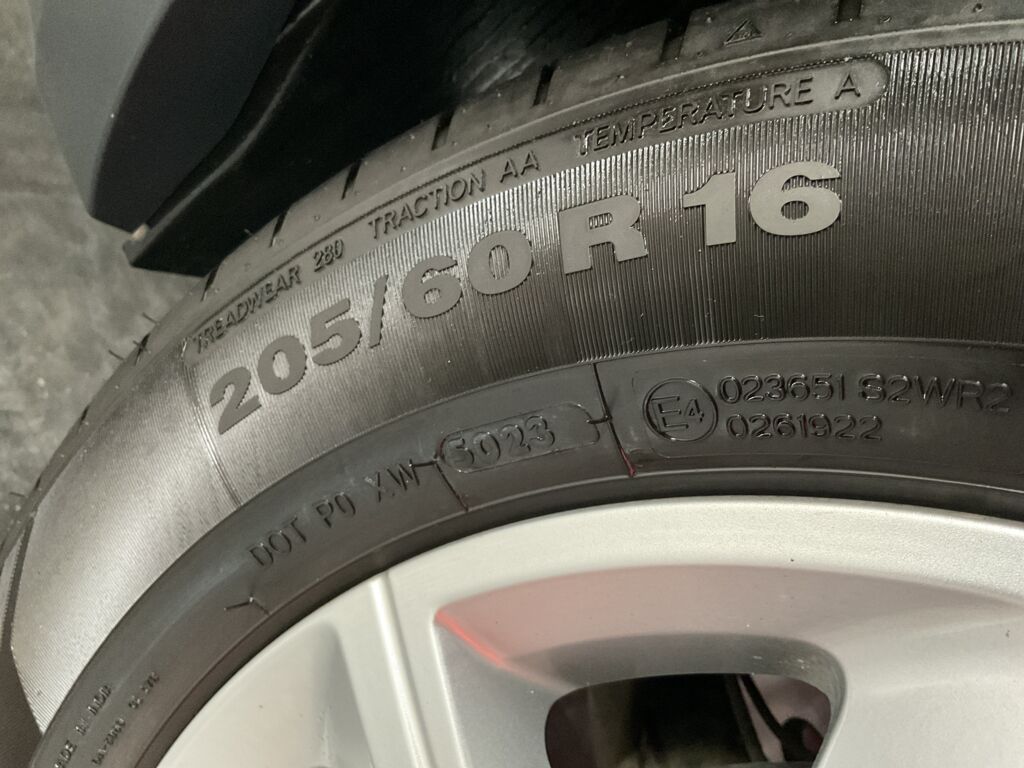 TREADWEAR 280 TRACTION AA TEMPERATURE A
205/60 R 16
DOT P0 XW 5023
E4 023651 S2WR2
0261922